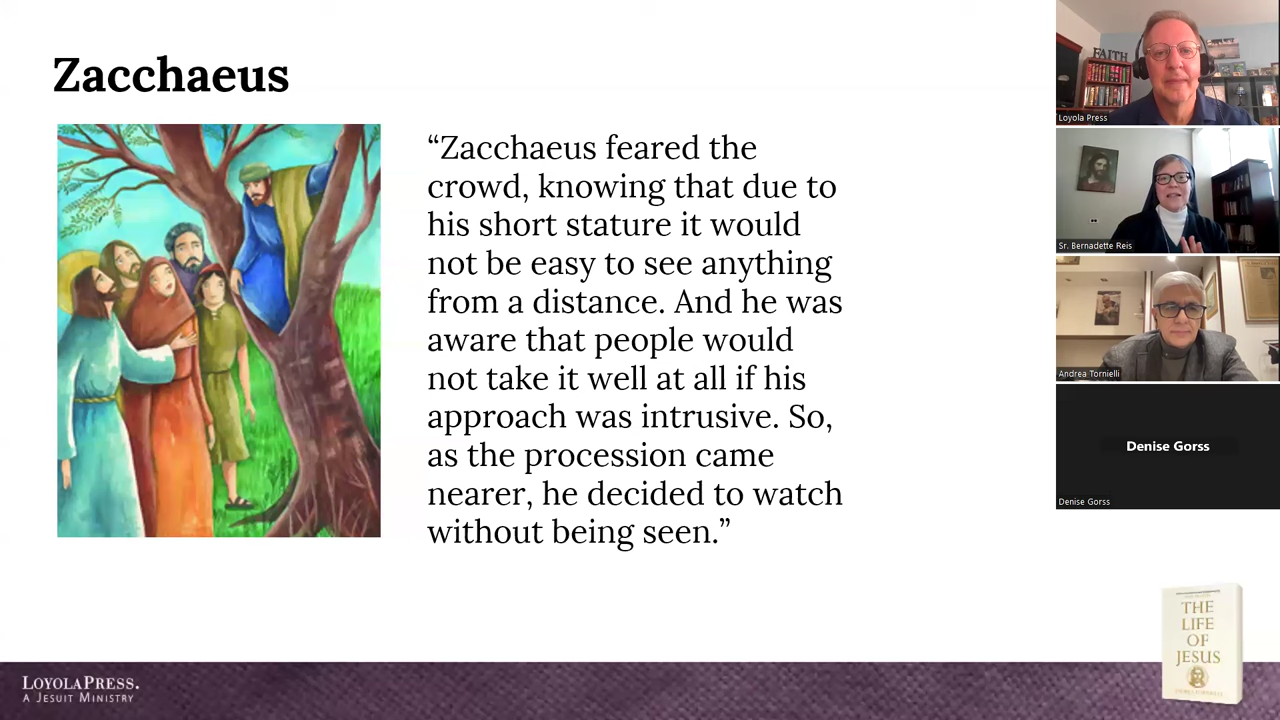 Zacchaeus
“Zacchaeus feared the
crowd, knowing that due to
his short stature it would
not be easy to see anything
from a distance. And he was
aware that people would
not take it well at all if his
approach was intrusive. So,
as the procession came
nearer, he decided to watch
without being seen.”
FAITH
Loyola Press
Sr. Bernadette Reis
Andrea Tornielli
Denise Gorss
Denise Gorss
THE
LIFE
OF
JESUS
LOYOLAPRESS.
A JESUIT MINISTRY